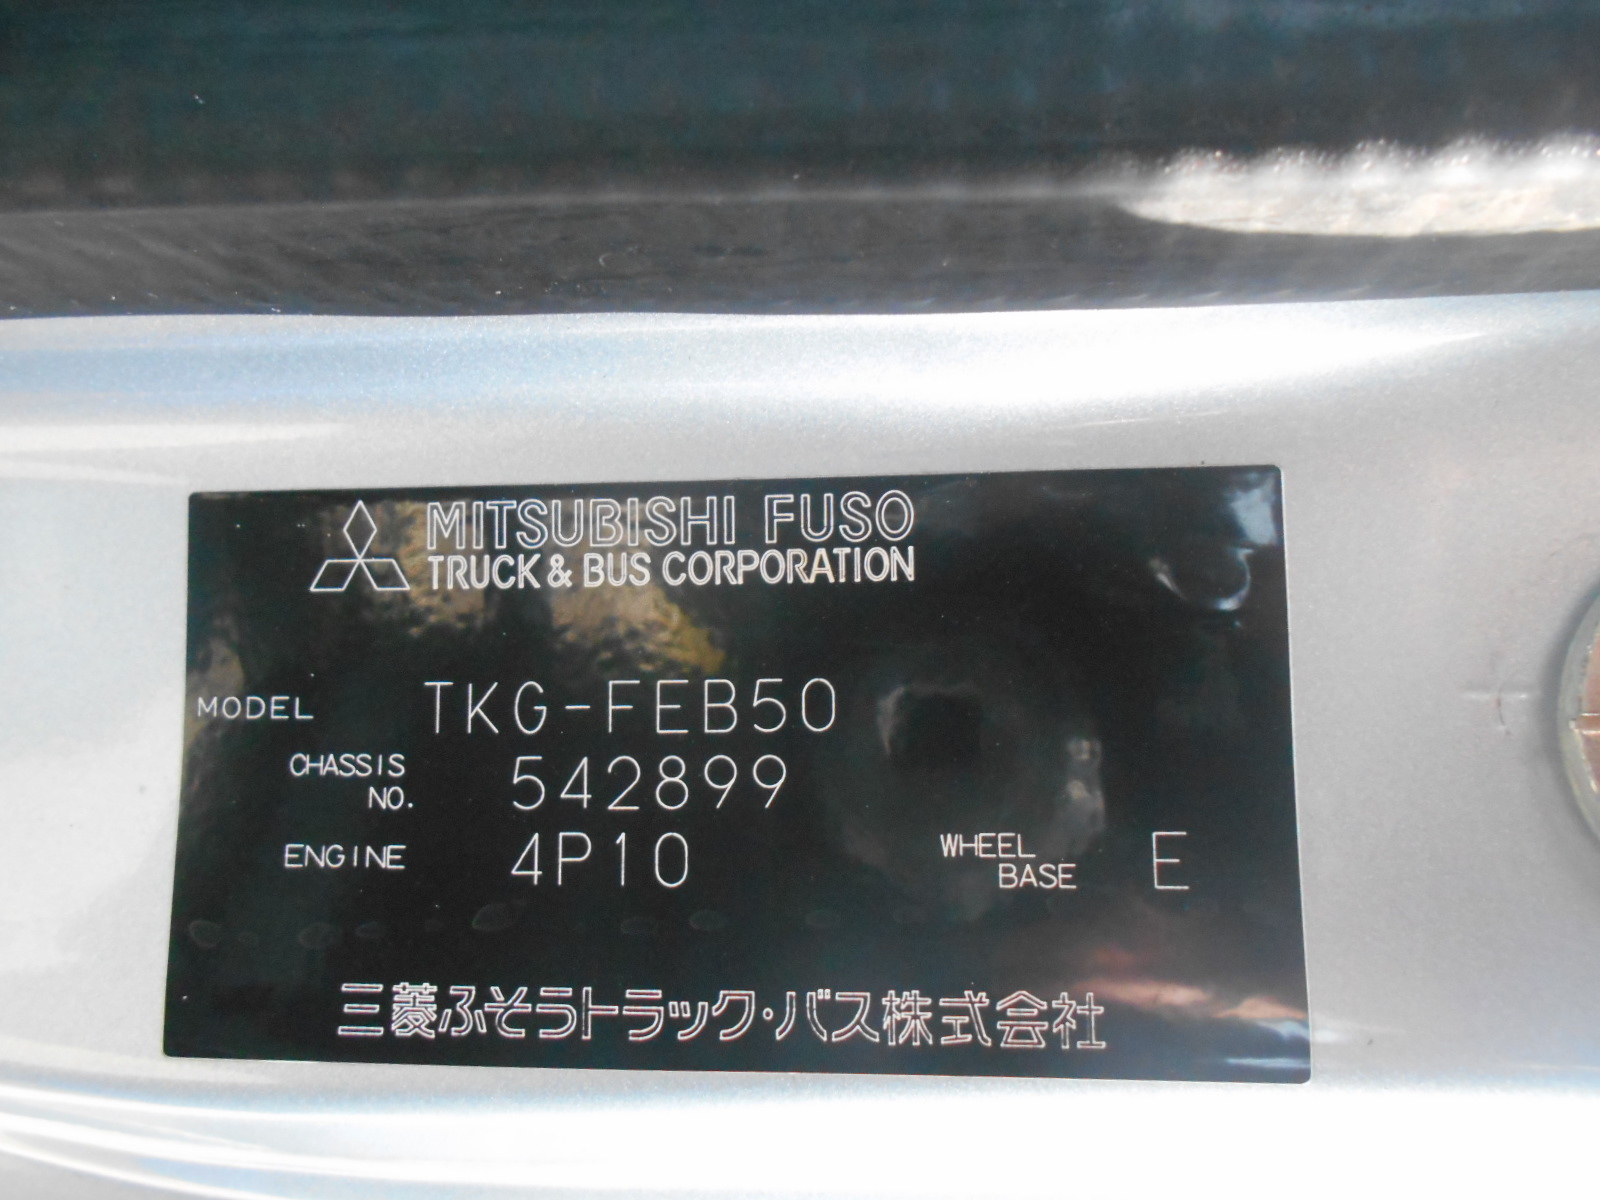 MITSUBISHI FUSO
TRUCK & BUS CORPORATION
MODEL TKG-FEB50
CHASSIS NO. 542899
ENGINE 4P10 WHEEL BASE E
三菱ふそうトラック・バス株式会社